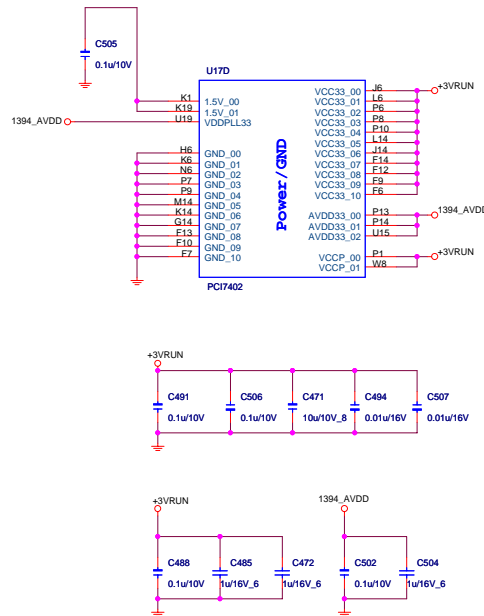 C505
0.1u/10V
U17D
K1 1.5V_00
K19 1.5V_01
1394_AVDD U19 VDDPLL33
H6 GND_00
K6 GND_01
N6 GND_02
P7 GND_03
P9 GND_04
M14 GND_05
K14 GND_06
G14 GND_07
F13 GND_08
F10 GND_09
F7 GND_10
Power/GND
VCC33_00 J6 +3VRUN
VCC33_01 L6
VCC33_02 P6
VCC33_03 P8
VCC33_04 P10
VCC33_05 L14
VCC33_06 J14
VCC33_07 F14
VCC33_08 F12
VCC33_09 F9
VCC33_10 F6
AVDD33_00 P13 1394_AVDD
AVDD33_01 P14
AVDD33_02 U15
VCCP_00 P1 +3VRUN
VCCP_01 W8
PCI7402
+3VRUN
C491 C506 C471 C494 C507
0.1u/10V 0.1u/10V 10u/10V_8 0.01u/16V 0.01u/16V
+3VRUN 1394_AVDD
C488 C485 C472 C502 C504
0.1u/10V 1u/16V_6 1u/16V_6 0.1u/10V 1u/16V_6